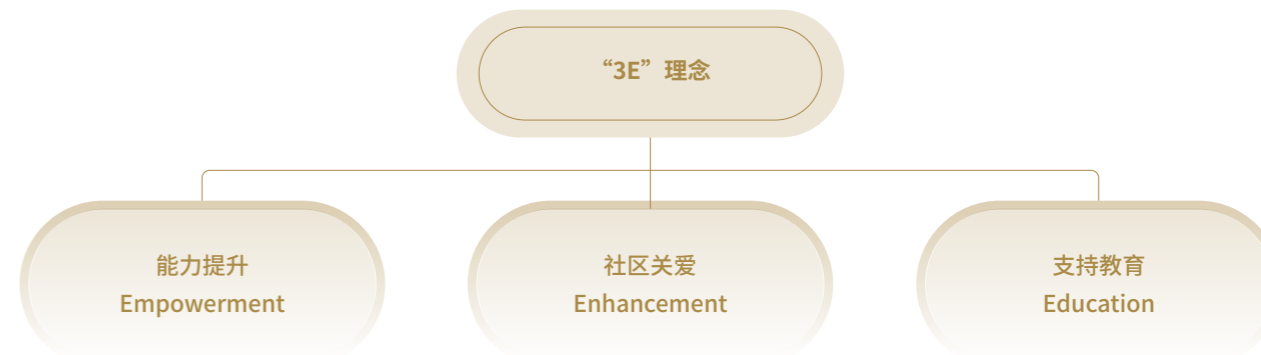 “3E”理念
能力提升
Empowerment
社区关爱
Enhancement
支持教育
Education